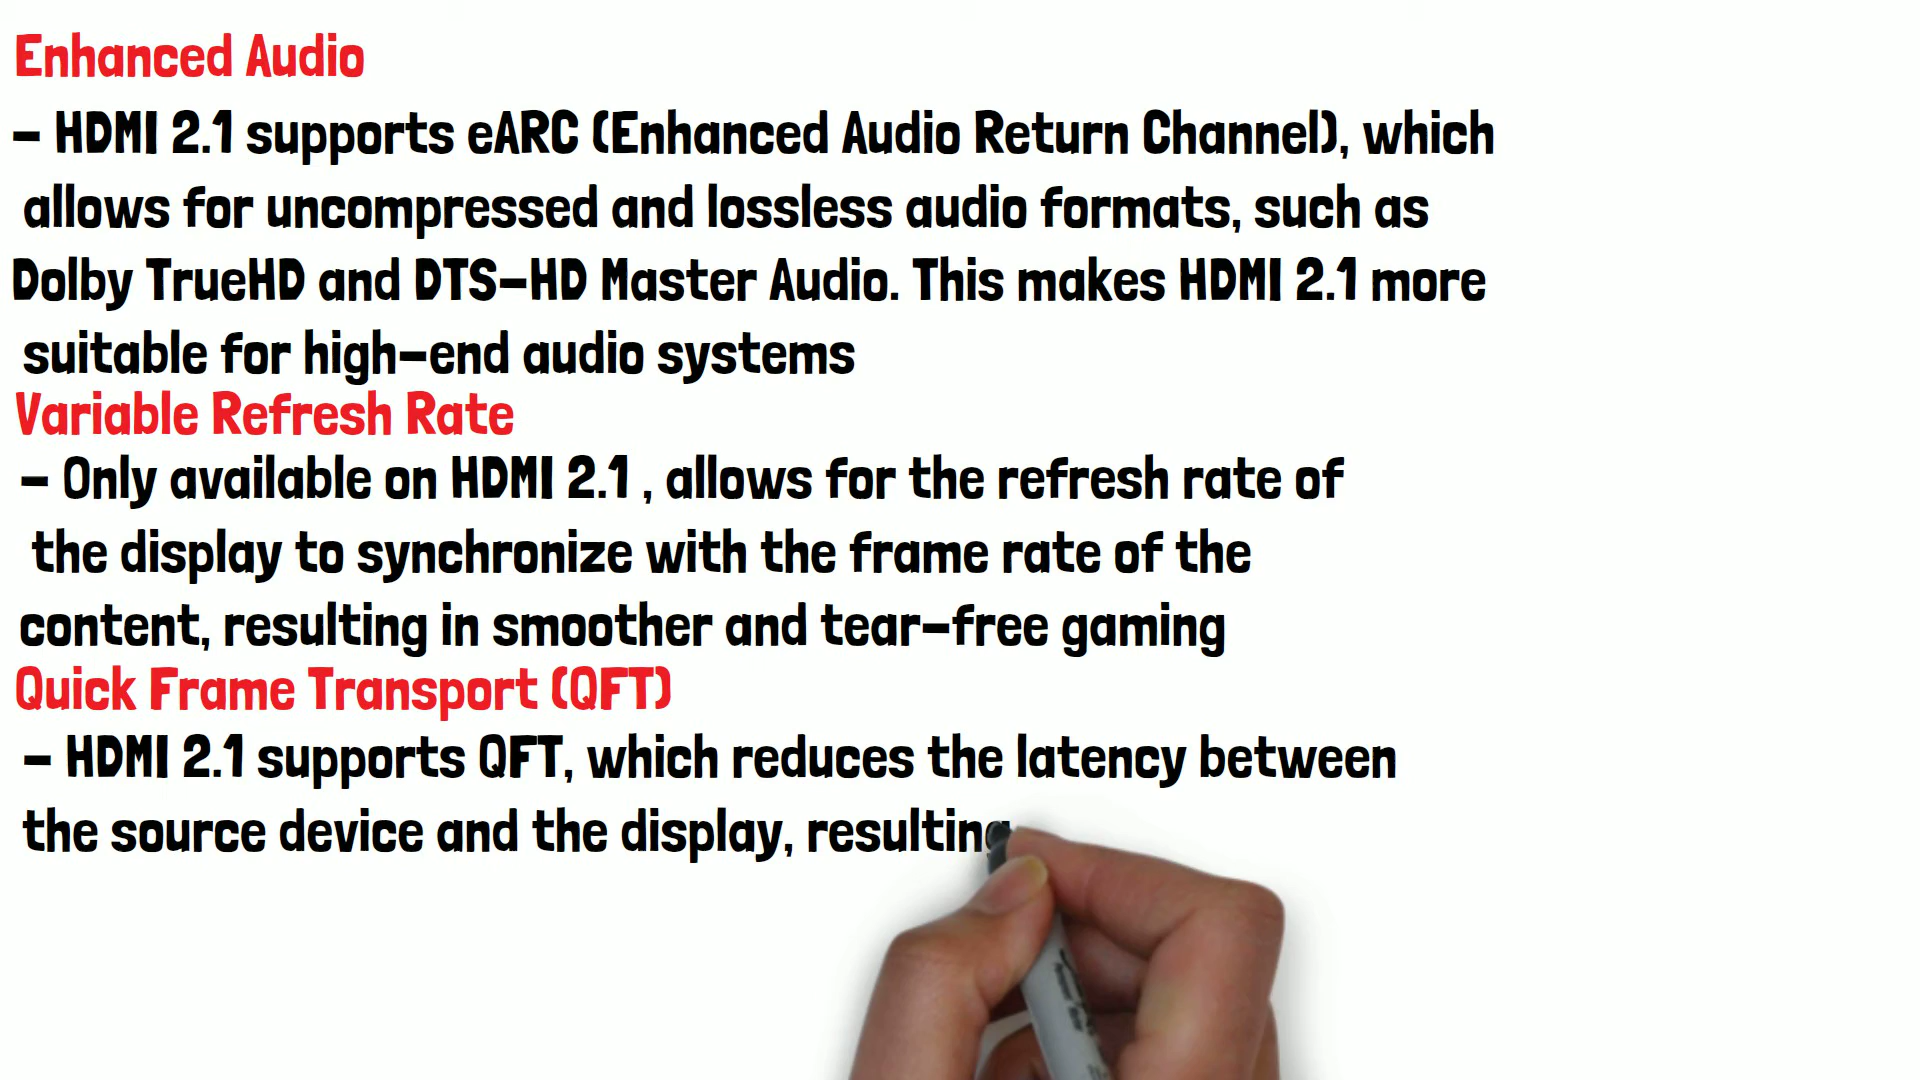 Enhanced Audio
– HDMI 2.1 supports eARC (Enhanced Audio Return Channel), which
allows for uncompressed and lossless audio formats, such as
Dolby TrueHD and DTS-HD Master Audio. This makes HDMI 2.1 more
suitable for high-end audio systems
Variable Refresh Rate
– Only available on HDMI 2.1 , allows for the refresh rate of
the display to synchronize with the frame rate of the
content, resulting in smoother and tear-free gaming
Quick Frame Transport (QFT)
– HDMI 2.1 supports QFT, which reduces the latency between
the source device and the display, resulting